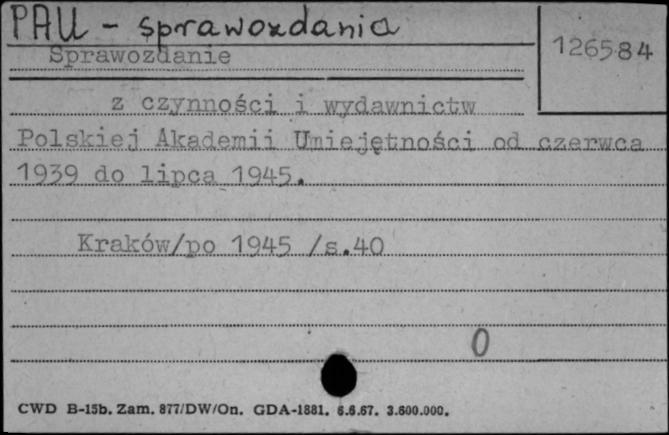 PAU - sprawozdania
126584
Sprawozdanie
z czynności i wydawnictw
Polskiej Akademii Umiejętności od czerwca
1939 do lipca 1945.
Kraków/po 1945 /s.40
0
CWD B-15b. Zam. 877/DW/On. GDA-1881. 6.6.67. 3.600.000.